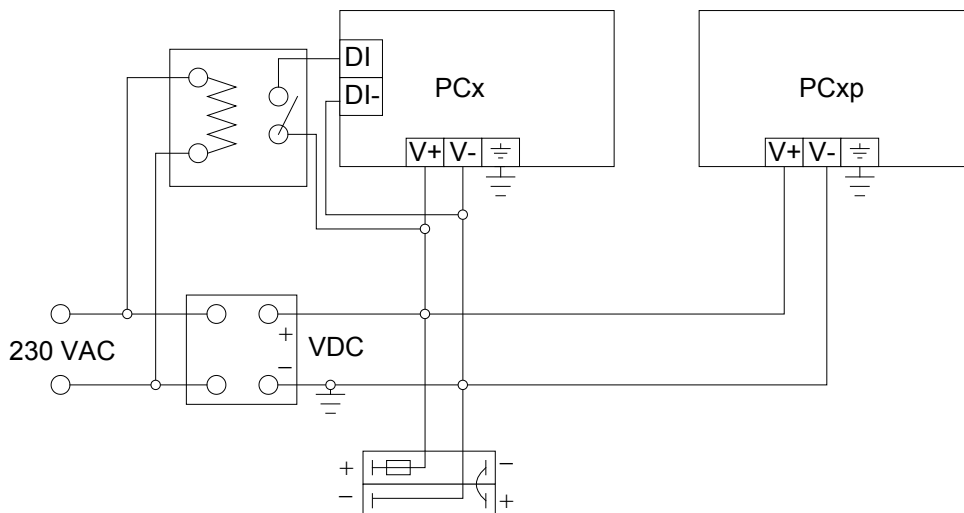 DI
DI-
PCx
PCxp
V+ V-
V+ V-
230 VAC
+
VDC
−
+
−
−
+